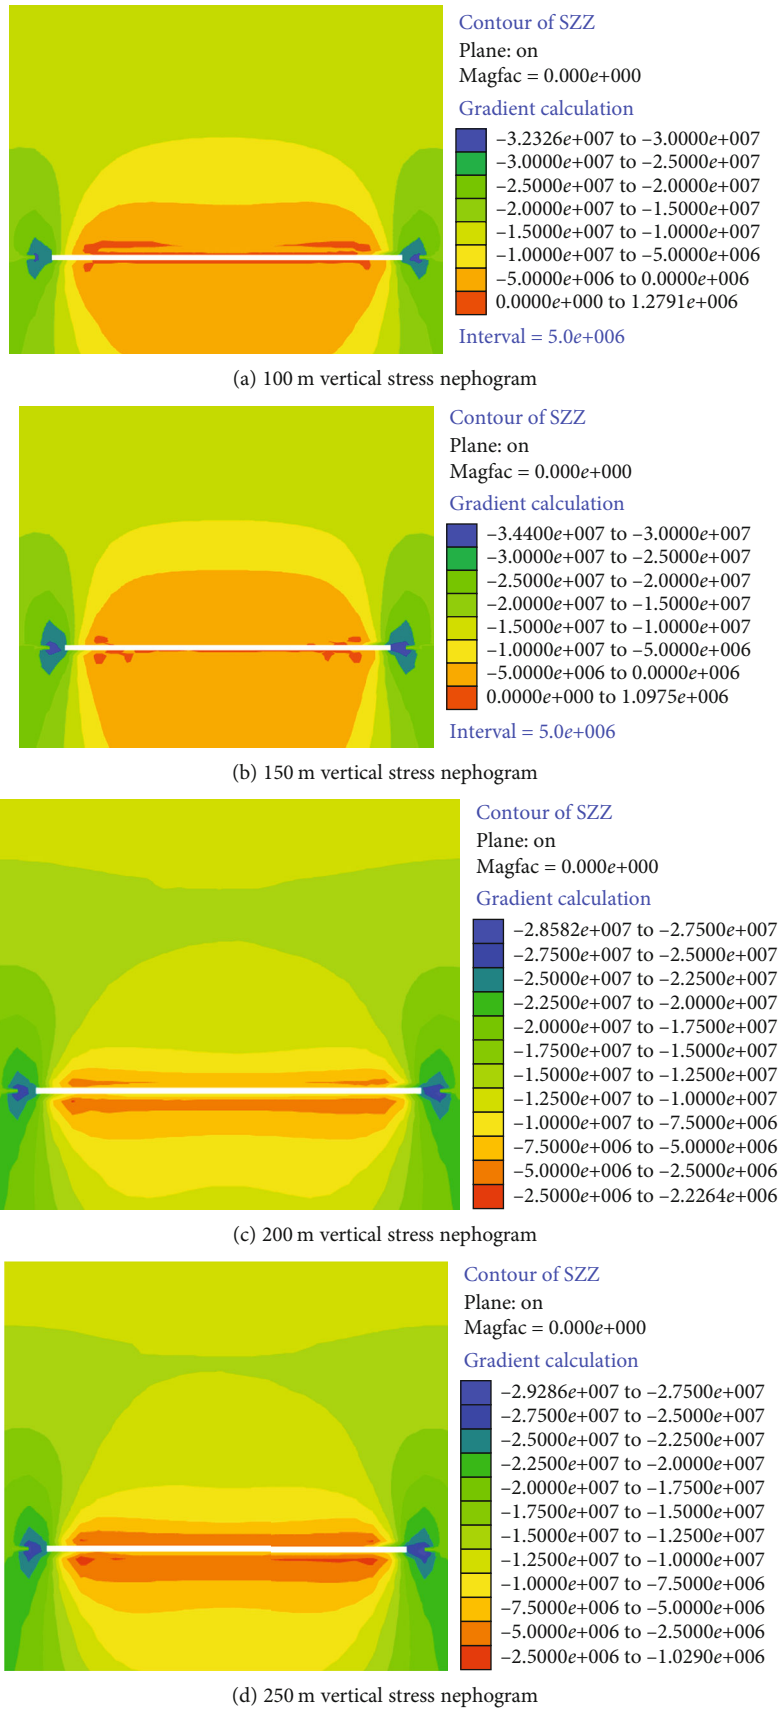 Contour of SZZ
Plane: on
Magfac = 0.000e+000
Gradient calculation
–3.2326e+007 to –3.0000e+007
–3.0000e+007 to –2.5000e+007
–2.5000e+007 to –2.0000e+007
–2.0000e+007 to –1.5000e+007
–1.5000e+007 to –1.0000e+007
–1.0000e+007 to –5.0000e+006
–5.0000e+006 to 0.0000e+006
0.0000e+000 to 1.2791e+006
Interval = 5.0e+006
(a) 100 m vertical stress nephogram
Contour of SZZ
Plane: on
Magfac = 0.000e+000
Gradient calculation
–3.4400e+007 to –3.0000e+007
–3.0000e+007 to –2.5000e+007
–2.5000e+007 to –2.0000e+007
–2.0000e+007 to –1.5000e+007
–1.5000e+007 to –1.0000e+007
–1.0000e+007 to –5.0000e+006
–5.0000e+006 to 0.0000e+006
0.0000e+000 to 1.0975e+006
Interval = 5.0e+006
(b) 150 m vertical stress nephogram
Contour of SZZ
Plane: on
Magfac = 0.000e+000
Gradient calculation
–2.8582e+007 to –2.7500e+007
–2.7500e+007 to –2.5000e+007
–2.5000e+007 to –2.2500e+007
–2.2500e+007 to –2.0000e+007
–2.0000e+007 to –1.7500e+007
–1.7500e+007 to –1.5000e+007
–1.5000e+007 to –1.2500e+007
–1.2500e+007 to –1.0000e+007
–1.0000e+007 to –7.5000e+006
–7.5000e+006 to –5.0000e+006
–5.0000e+006 to –2.5000e+006
–2.5000e+006 to –2.2264e+006
(c) 200 m vertical stress nephogram
Contour of SZZ
Plane: on
Magfac = 0.000e+000
Gradient calculation
–2.9286e+007 to –2.7500e+007
–2.7500e+007 to –2.5000e+007
–2.5000e+007 to –2.2500e+007
–2.2500e+007 to –2.0000e+007
–2.0000e+007 to –1.7500e+007
–1.7500e+007 to –1.5000e+007
–1.5000e+007 to –1.2500e+007
–1.2500e+007 to –1.0000e+007
–1.0000e+007 to –7.5000e+006
–7.5000e+006 to –5.0000e+006
–5.0000e+006 to –2.5000e+006
–2.5000e+006 to –1.0290e+006
(d) 250 m vertical stress nephogram